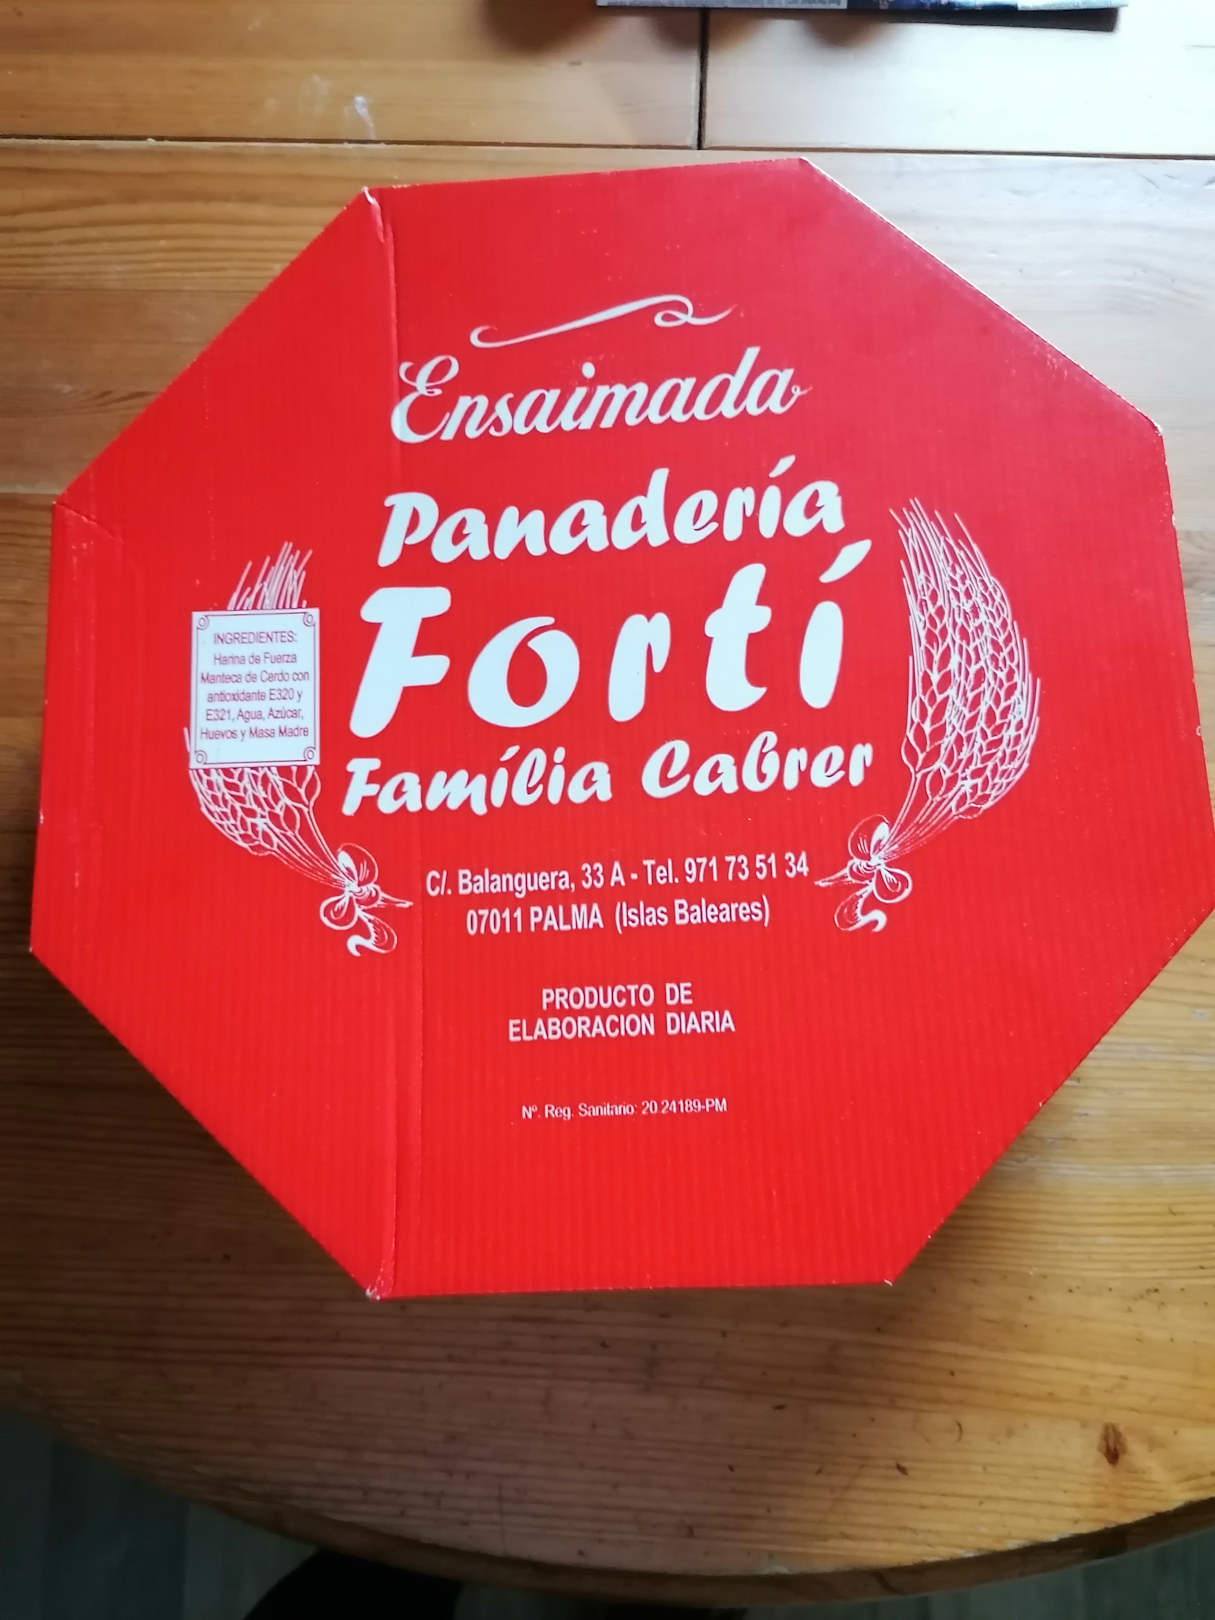 Ensaimada
Panadería
Fortí
Família Cabrer
INGREDIENTES:
Harina de Fuerza
Manteca de Cerdo con
antioxidante E320 y
E321, Agua, Azúcar,
Huevos y Masa Madre
C/. Balanguera, 33 A - Tel. 971 73 51 34
07011 PALMA (Islas Baleares)
PRODUCTO DE
ELABORACION DIARIA
Nº. Reg. Sanitario: 20 24189-PM